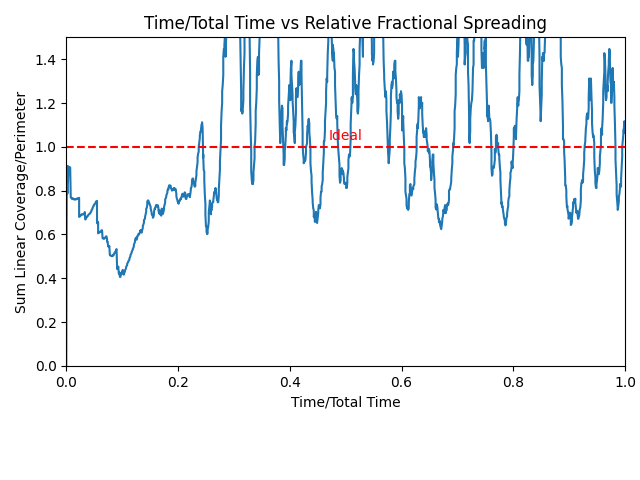 Time/Total Time vs Relative Fractional Spreading
Sum Linear Coverage/Perimeter
1.4
1.2
1.0
0.8
0.6
0.4
0.2
0.0
Ideal
0.0 0.2 0.4 0.6 0.8 1.0
Time/Total Time